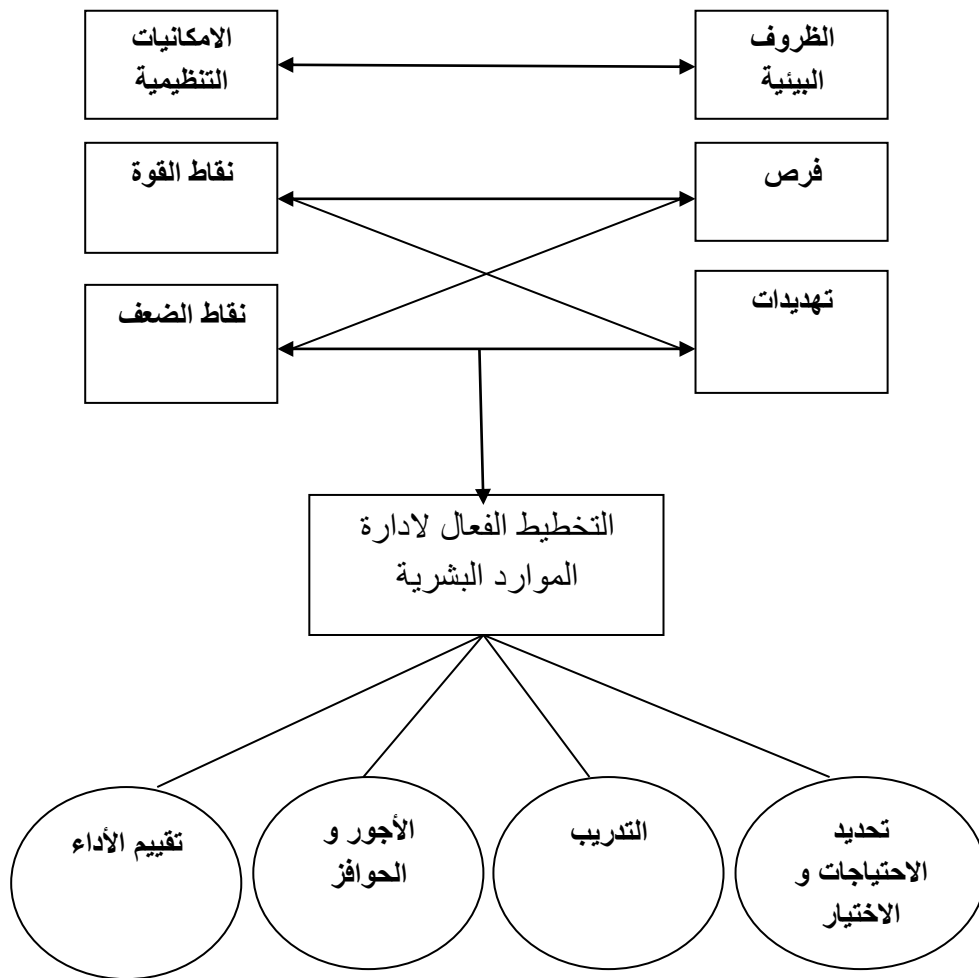 الظروف
البيئية
الامكانيات
التنظيمية
فرص
نقاط القوة
تهديدات
نقاط الضعف
التخطيط الفعال لادارة
الموارد البشرية
تحديد
الاحتياجات و
الاختيار
التدريب
الأجور و
الحوافز
تقييم الأداء